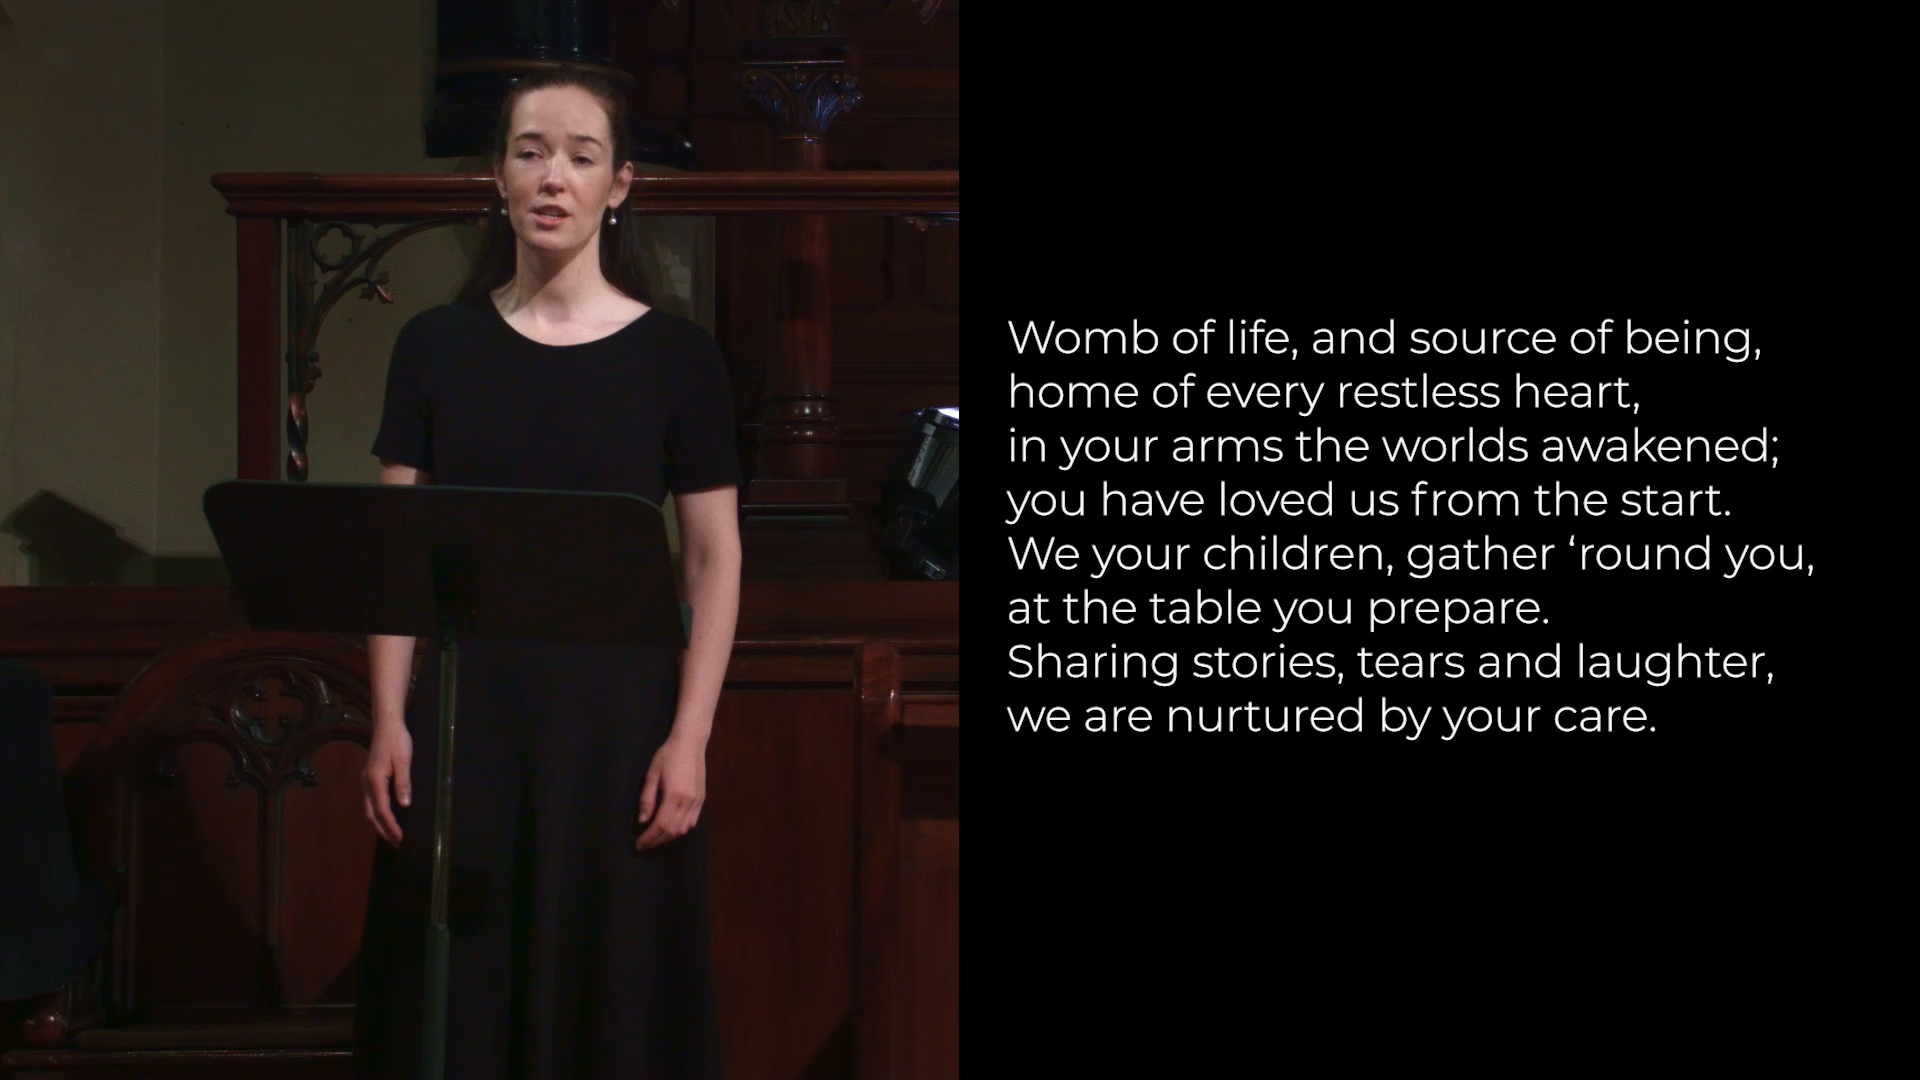 Womb of life, and source of being,
home of every restless heart,
in your arms the worlds awakened;
you have loved us from the start.
We your children, gather ‘round you,
at the table you prepare.
Sharing stories, tears and laughter,
we are nurtured by your care.